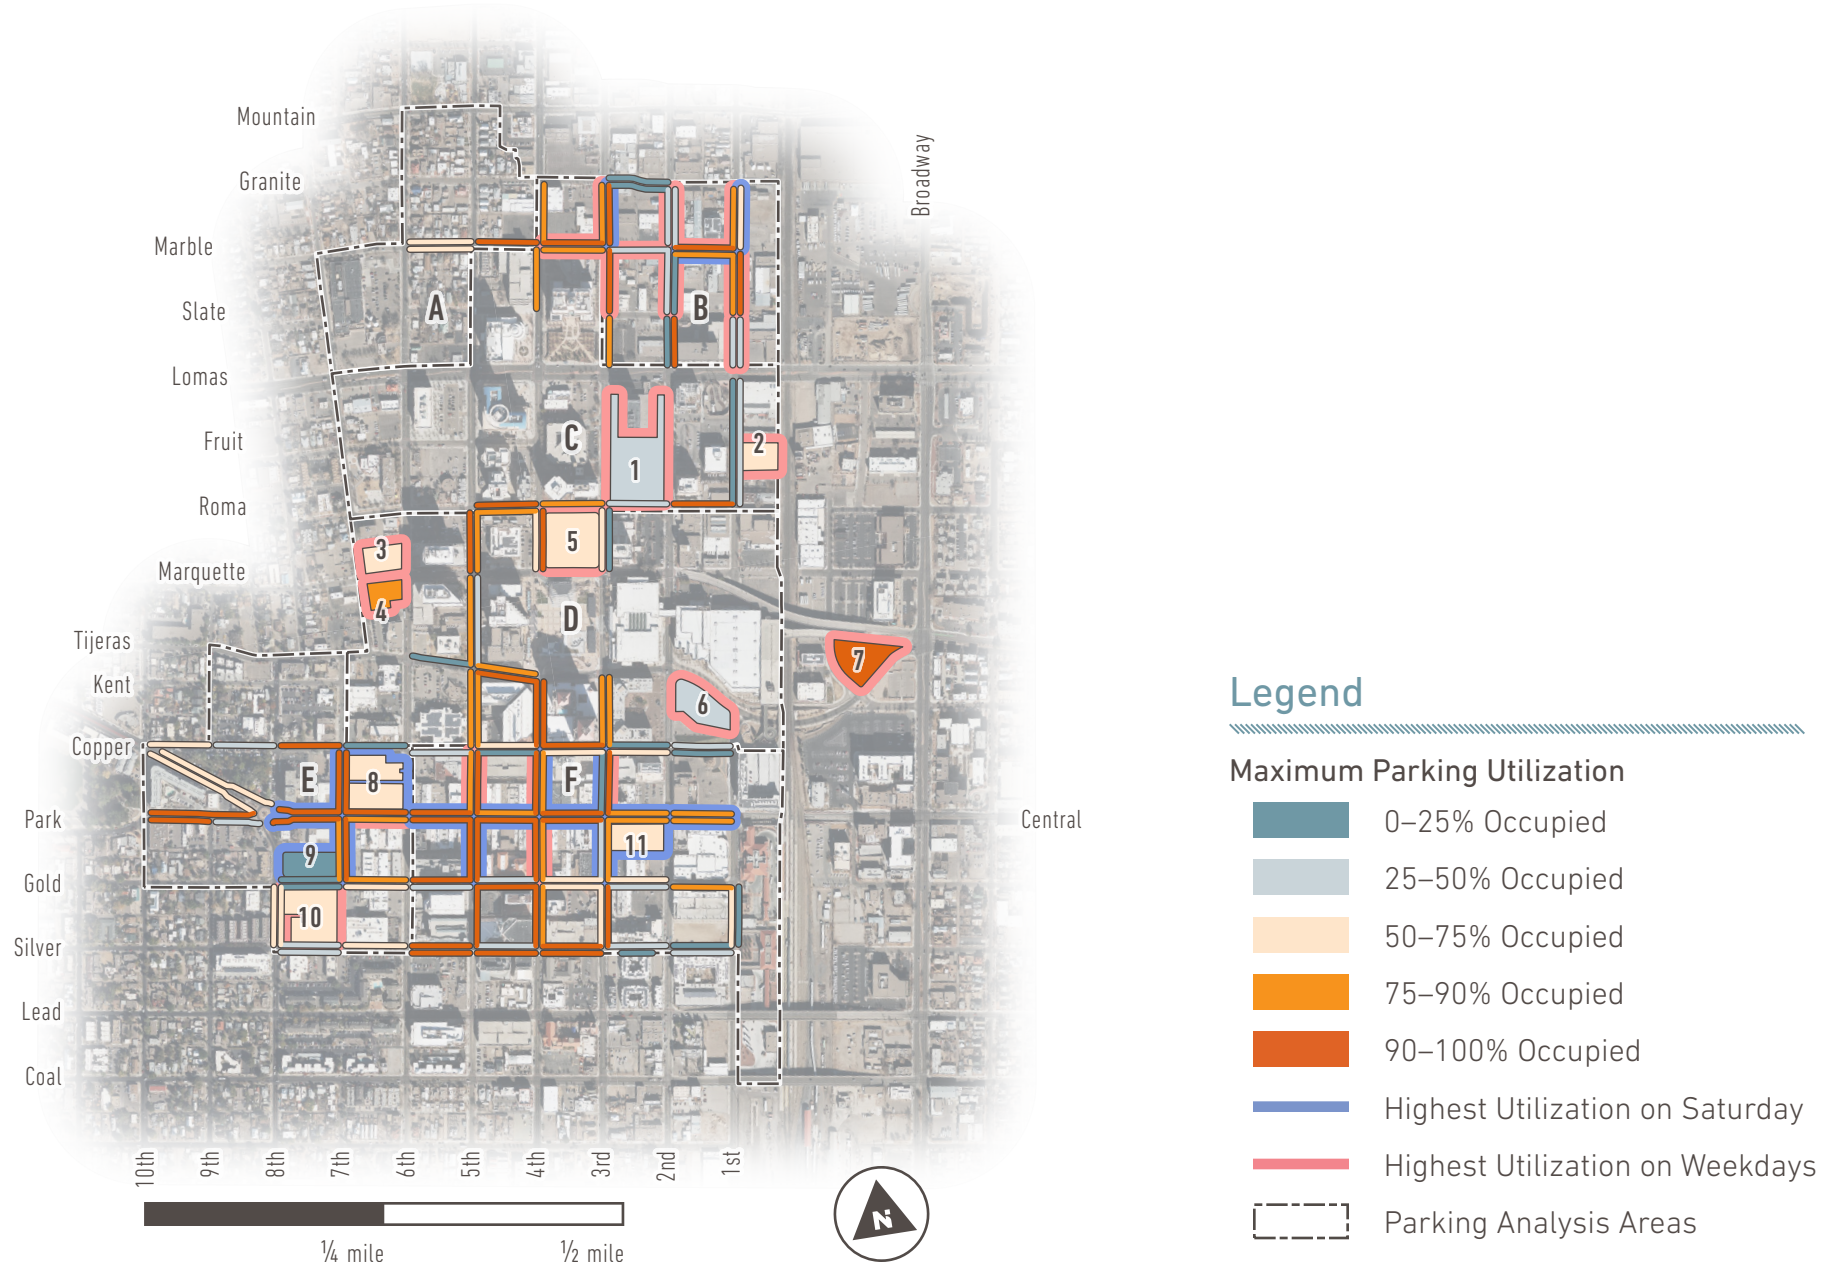 Mountain
Granite
Marble
Slate
Lomas
Fruit
Roma
Marquette
Tijeras
Kent
Copper
Park
Gold
Silver
Lead
Coal
Broadway
Central
A
B
C
D
E
F
1
2
3
4
5
6
7
8
9
10
11
10th
9th
8th
7th
6th
5th
4th
3rd
2nd
1st
¼ mile
½ mile
N
Legend
Maximum Parking Utilization
0–25% Occupied
25–50% Occupied
50–75% Occupied
75–90% Occupied
90–100% Occupied
Highest Utilization on Saturday
Highest Utilization on Weekdays
Parking Analysis Areas